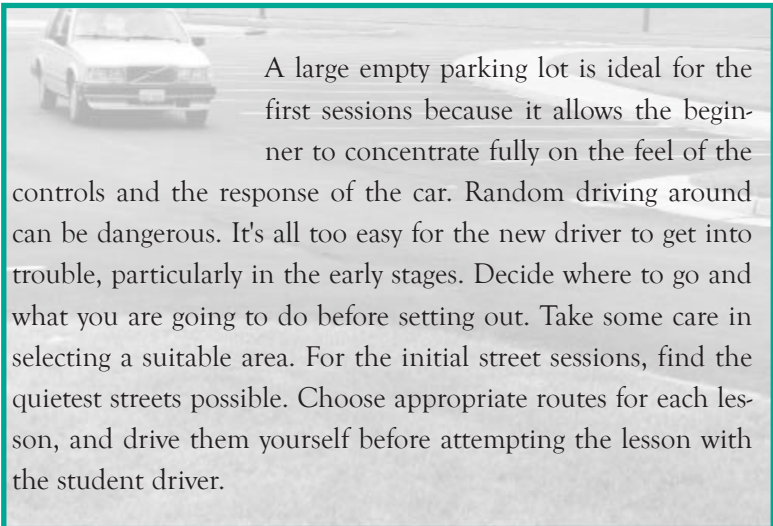 A large empty parking lot is ideal for the
first sessions because it allows the begin-
ner to concentrate fully on the feel of the
controls and the response of the car. Random driving around
can be dangerous. It's all too easy for the new driver to get into
trouble, particularly in the early stages. Decide where to go and
what you are going to do before setting out. Take some care in
selecting a suitable area. For the initial street sessions, find the
quietest streets possible. Choose appropriate routes for each les-
son, and drive them yourself before attempting the lesson with
the student driver.